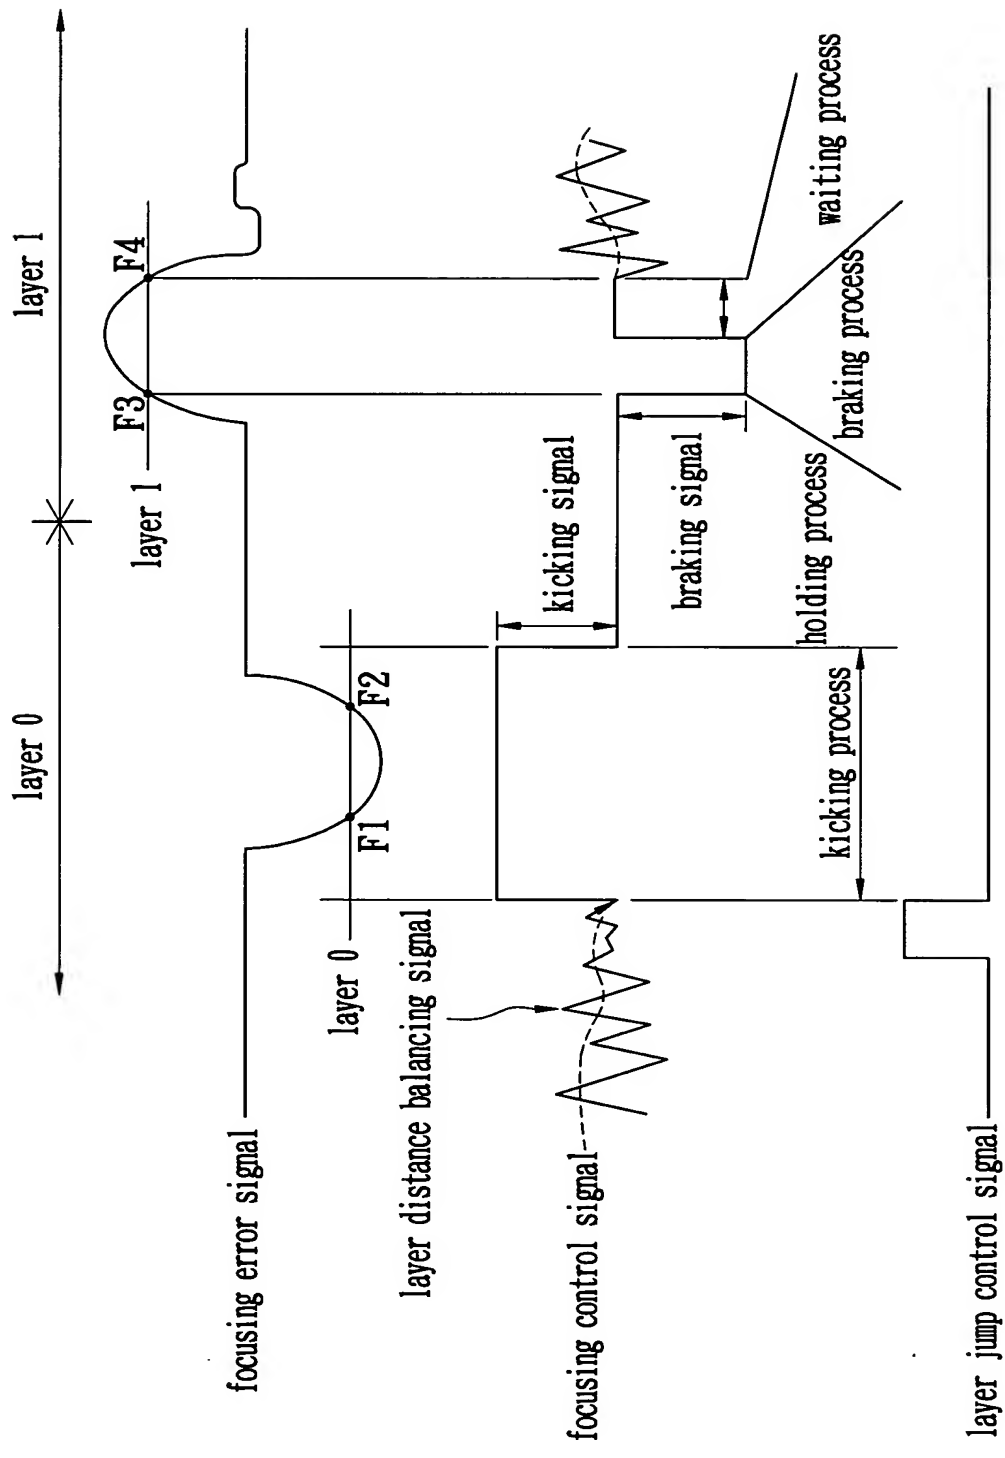 layer 0
layer 1
focusing error signal
layer 0
F1
F2
layer 1
F3
F4
layer distance balancing signal
focusing control signal
kicking signal
braking signal
kicking process
holding process
braking process
waiting process
layer jump control signal